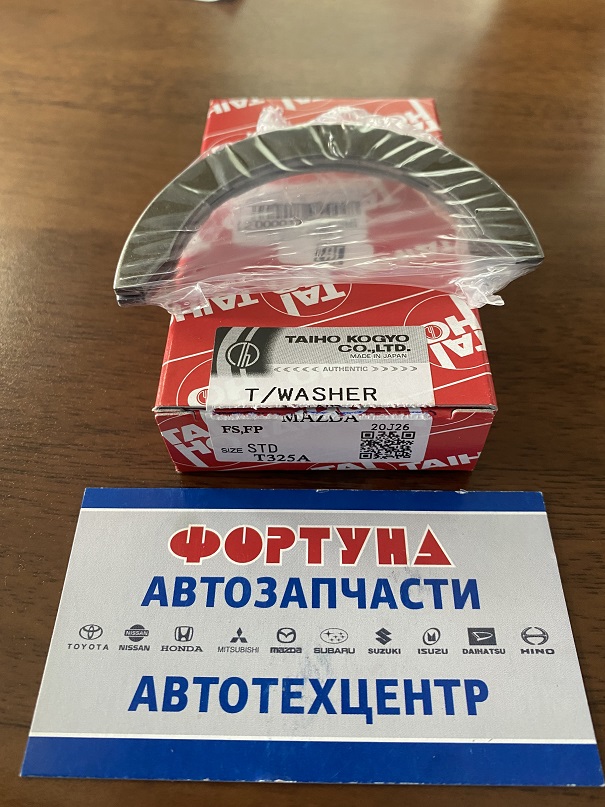 TAIHO KOGYO
CO.,LTD.
MADE IN JAPAN
AUTHENTIC
T/WASHER
MAZDA
FS,FP
20J26
SIZE STD
T325A
ФОРТУНА
АВТОЗАПЧАСТИ
TOYOTA NISSAN HONDA MITSUBISHI mazda SUBARU SUZUKI ISUZU DAIHATSU HINO
АВТОТЕХЦЕНТР